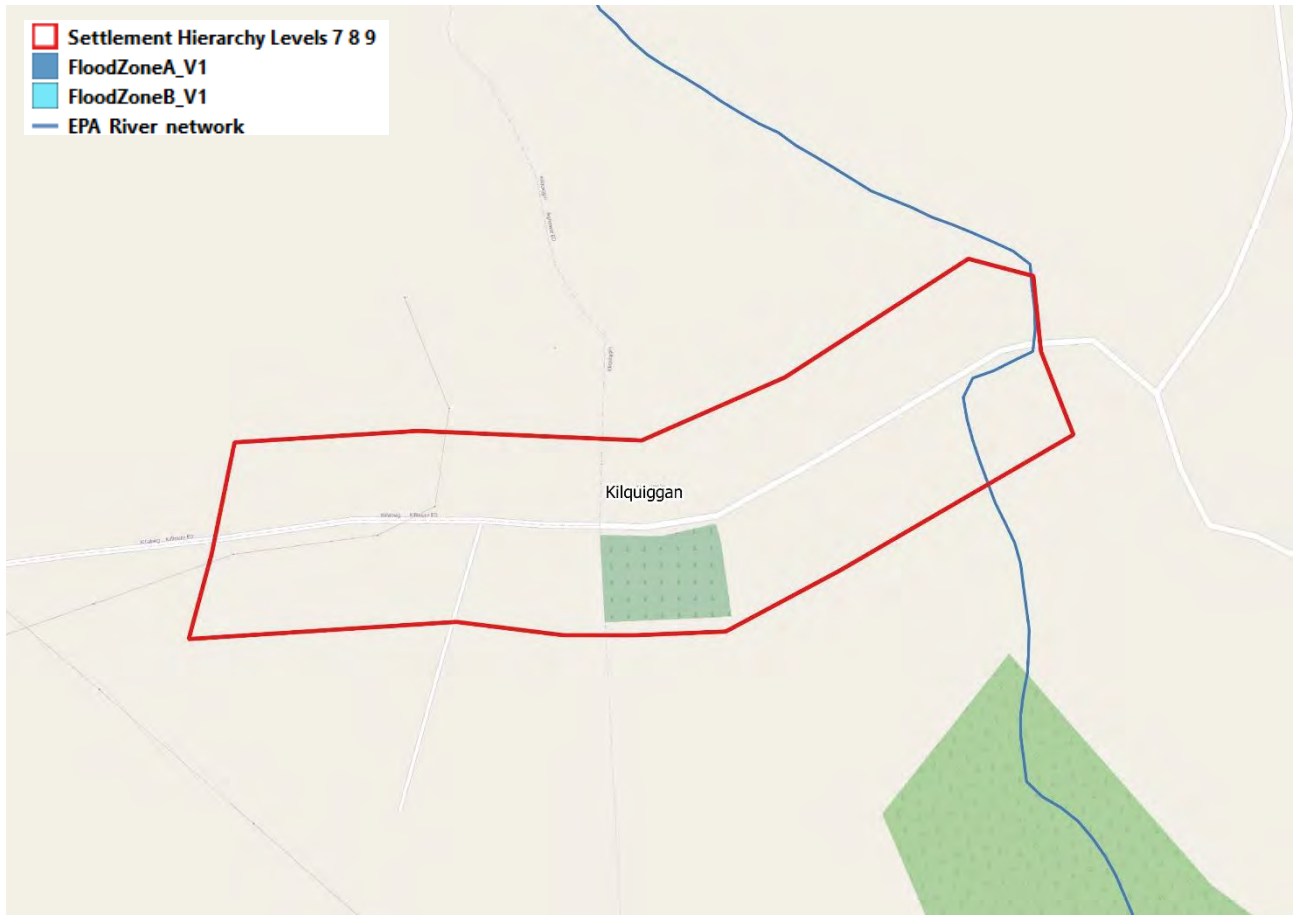 Settlement Hierarchy Levels 7 8 9
FloodZoneA_V1
FloodZoneB_V1
EPA River network
Kilquiggan